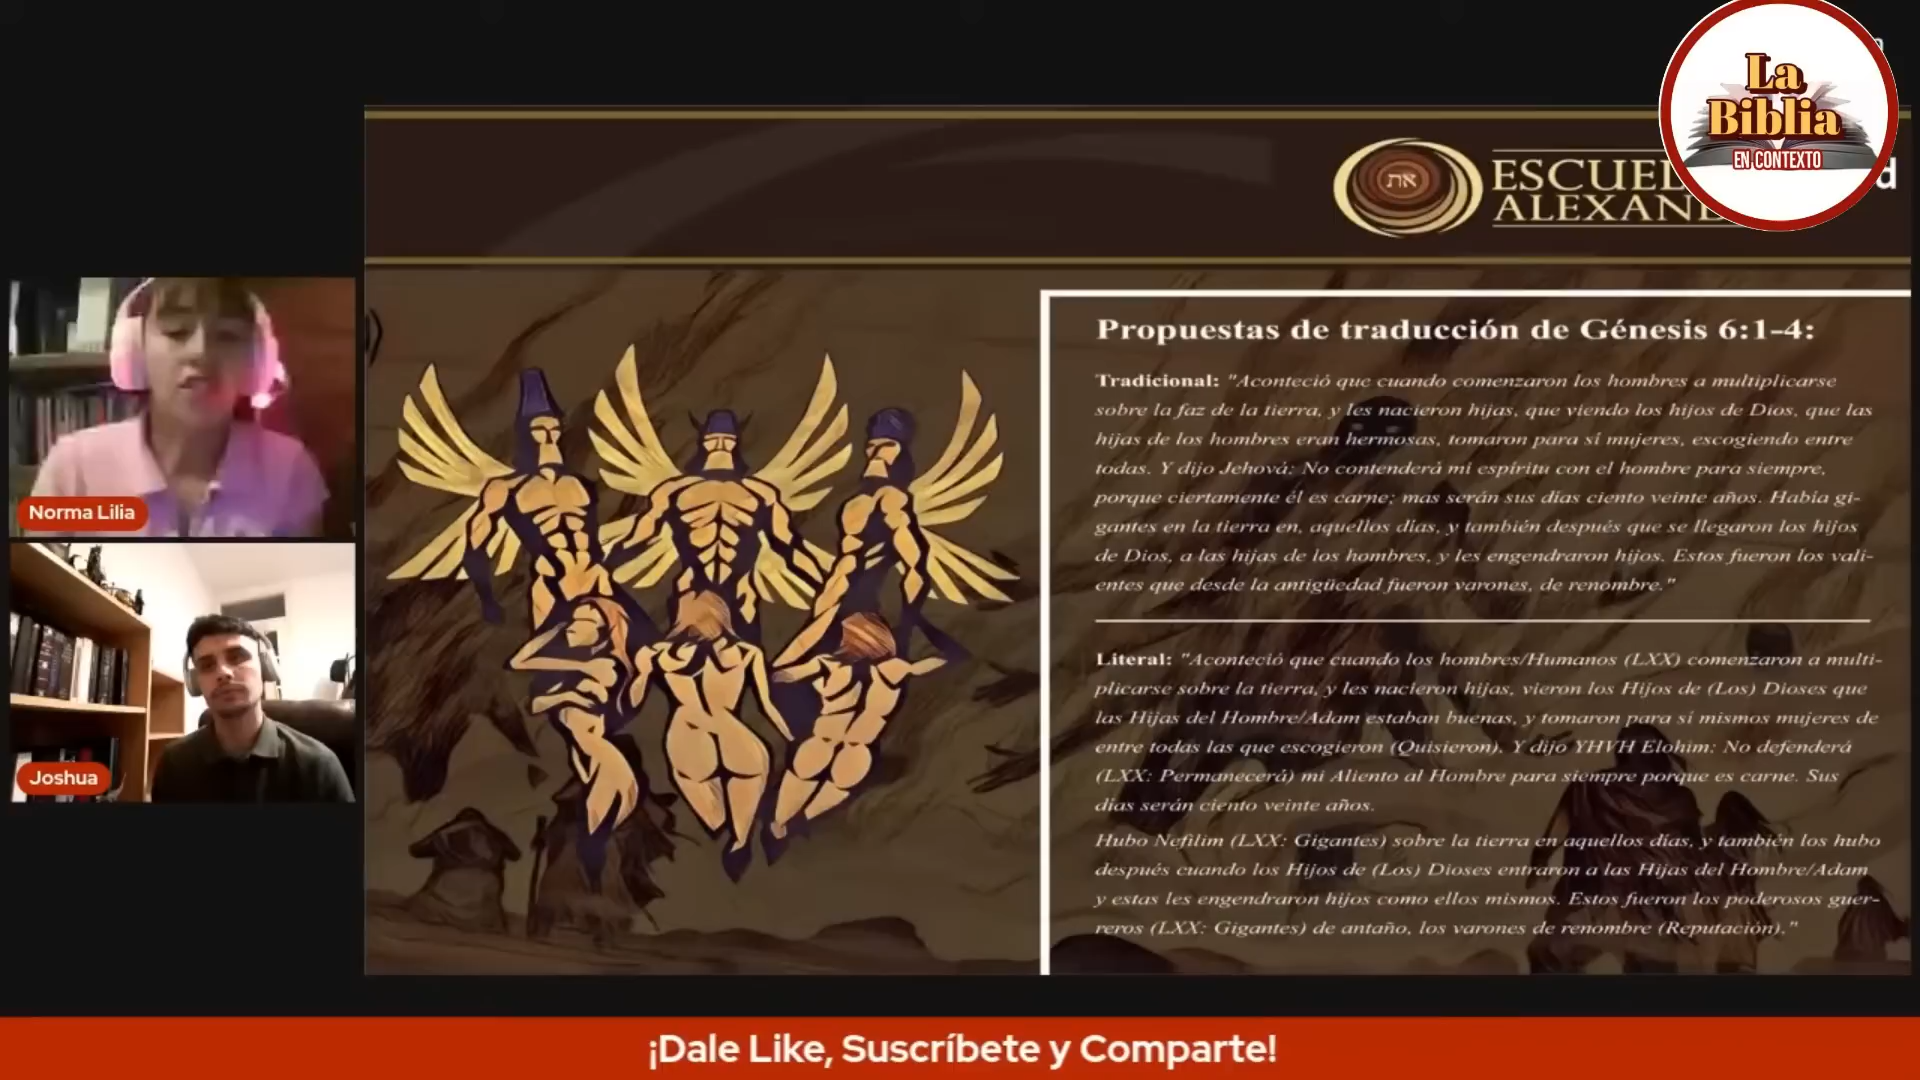 La
Biblia
EN CONTEXTO
את
ESCUEL
ALEXAN
d
Propuestas de traducción de Génesis 6:1-4:
Tradicional: "Aconteció que cuando comenzaron los hombres a multiplicarse
sobre la faz de la tierra, y les nacieron hijas, que viendo los hijos de Dios, que las
hijas de los hombres eran hermosas, tomaron para sí mujeres, escogiendo entre
todas. Y dijo Jehová: No contenderá mi espíritu con el hombre para siempre,
porque ciertamente él es carne; mas serán sus días ciento veinte años. Había gi-
gantes en la tierra en, aquellos días, y también después que se llegaron los hijos
de Dios, a las hijas de los hombres, y les engendraron hijos. Estos fueron los vali-
entes que desde la antigüedad fueron varones, de renombre."
Literal: "Aconteció que cuando los hombres/Humanos (LXX) comenzaron a multi-
plicarse sobre la tierra, y les nacieron hijas, vieron los Hijos de (Los) Dioses que
las Hijas del Hombre/Adam estaban buenas, y tomaron para sí mismos mujeres de
entre todas las que escogieron (Quisieron). Y dijo YHVH Elohim: No defenderá
(LXX: Permanecerá) mi Aliento al Hombre para siempre porque es carne. Sus
días serán ciento veinte años.
Hubo Nefilim (LXX: Gigantes) sobre la tierra en aquellos días, y también los hubo
después cuando los Hijos de (Los) Dioses entraron a las Hijas del Hombre/Adam
y estas les engendraron hijos como ellos mismos. Estos fueron los poderosos guer-
reros (LXX: Gigantes) de antaño, los varones de renombre (Reputación)."
Norma Lilia
Joshua
¡Dale Like, Suscríbete y Comparte!